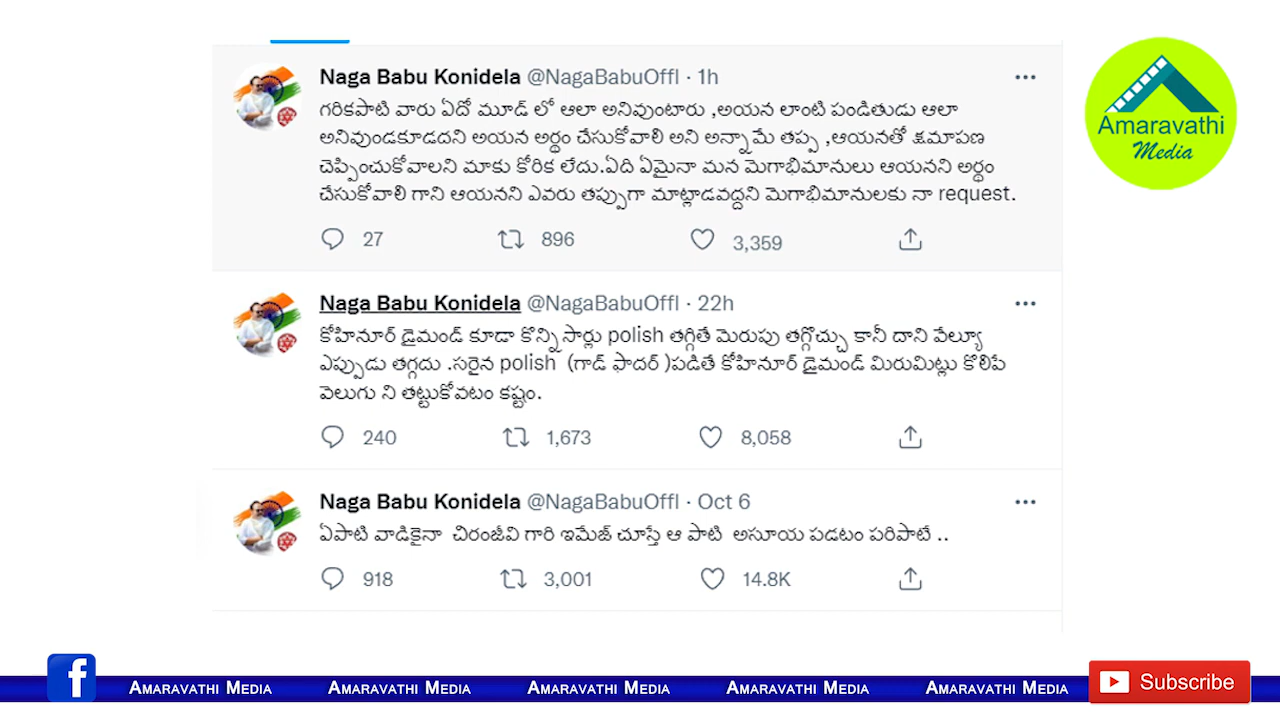 Naga Babu Konidela @NagaBabuOffl · 1h
గరికపాటి వారు ఏదో మూడ్ లో ఆలా అనివుంటారు ,అయన లాంటి పండితుడు ఆలా
అనివుండకూడదని అయన అర్థం చేసుకోవాలి అని అన్నామే తప్ప ,ఆయనతో క్షమాపణ
చెప్పించుకోవాలని మాకు కోరిక లేదు.ఏది ఏమైనా మన మెగాభిమానులు ఆయనని అర్థం
చేసుకోవాలి గాని ఆయనని ఎవరు తప్పుగా మాట్లాడవద్దని మెగాభిమానులకు నా request.
27 896 3,359
Naga Babu Konidela @NagaBabuOffl · 22h
కోహినూర్ డైమండ్ కూడా కొన్ని సార్లు polish తగ్గితే మెరుపు తగ్గొచ్చు కానీ దాని వేల్యూ
ఎప్పుడు తగ్గదు .సరైన polish (గాడ్ ఫాదర్ )పడితే కోహినూర్ డైమండ్ మిరుమిట్లు కొలిపే
వెలుగు ని తట్టుకోవటం కష్టం.
240 1,673 8,058
Naga Babu Konidela @NagaBabuOffl · Oct 6
ఏపాటి వాడికైనా చిరంజీవి గారి ఇమేజ్ చూస్తే ఆ పాటి అసూయ పడటం పరిపాటే ..
918 3,001 14.8K
Amaravathi
Media
f AMARAVATHI MEDIA AMARAVATHI MEDIA AMARAVATHI MEDIA AMARAVATHI MEDIA AMARAVATHI MEDIA Subscribe